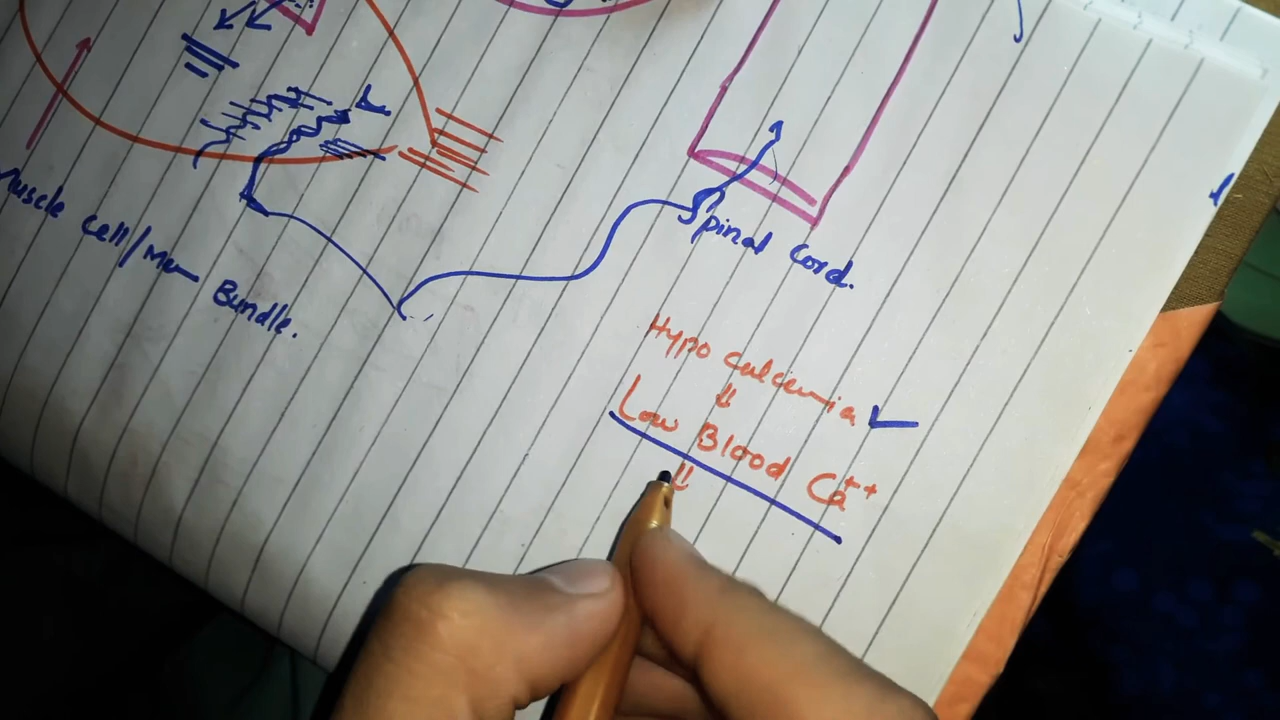 Muscle Cell/Mu Bundle.
Spinal Cord.
Hypo calcemia
Low Blood Ca++